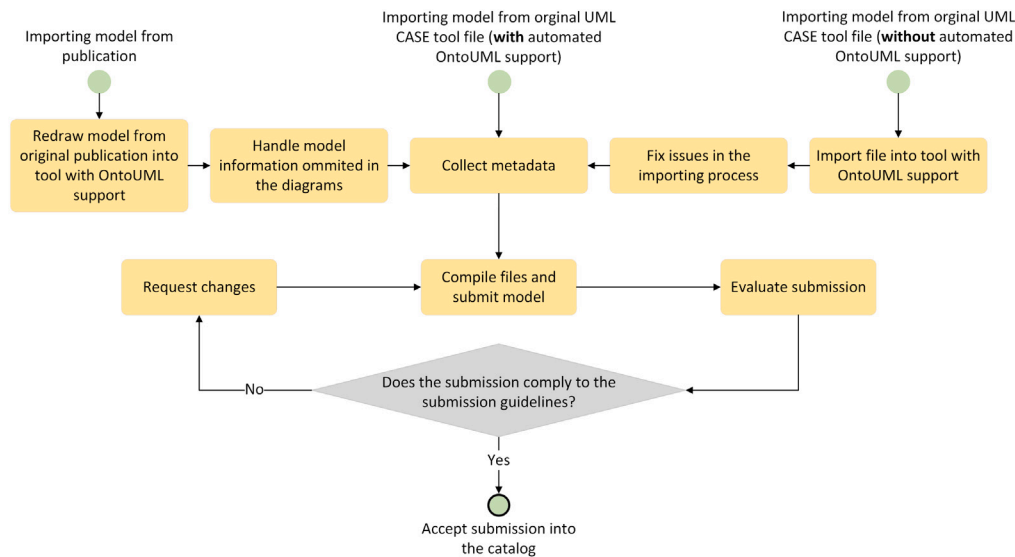 Importing model from
publication
Importing model from orginal UML
CASE tool file (with automated
OntoUML support)
Importing model from orginal UML
CASE tool file (without automated
OntoUML support)
Redraw model from
original publication into
tool with OntoUML
support
Handle model
information ommited in
the diagrams
Collect metadata
Fix issues in the
importing process
Import file into tool with
OntoUML support
Request changes
Compile files and
submit model
Evaluate submission
Does the submission comply to the
submission guidelines?
No
Yes
Accept submission into
the catalog